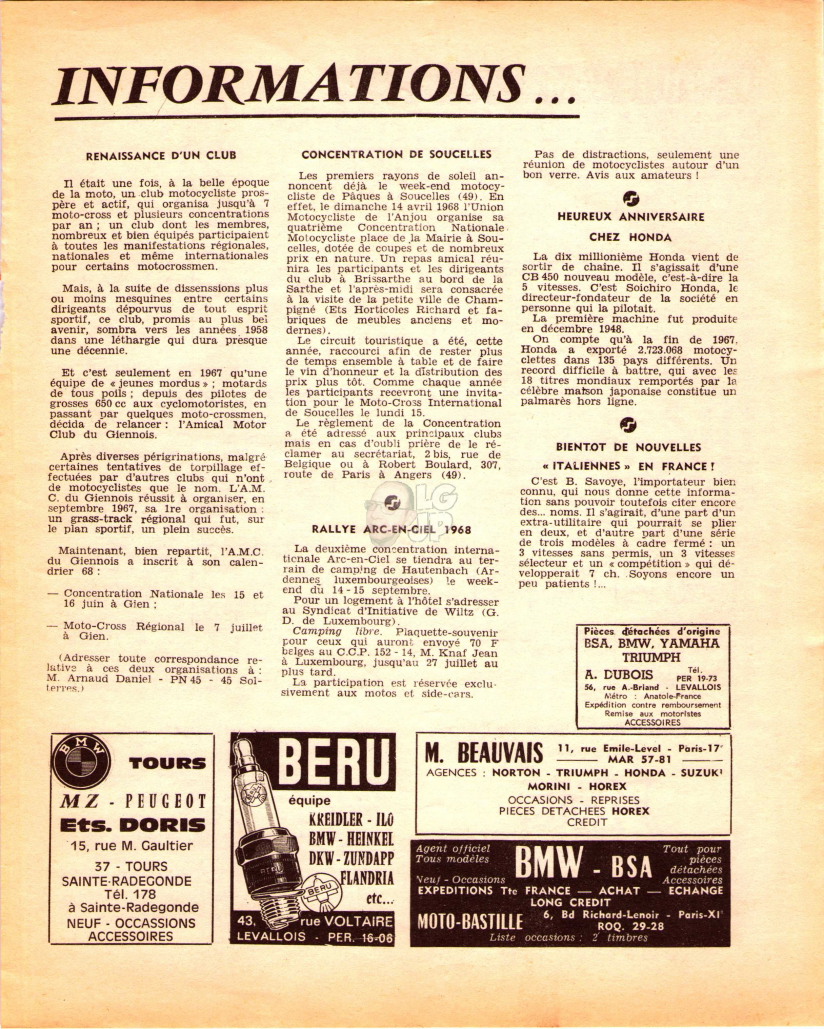 INFORMATIONS...
RENAISSANCE D'UN CLUB
Il était une fois, à la belle époque
de la moto, un club motocycliste pros-
père et actif, qui organisa jusqu'à 7
moto-cross et plusieurs concentrations
par an ; un club dont les membres,
nombreux et bien équipés participaient
à toutes les manifestations régionales,
nationales et même internationales
pour certains motocrossmen.
Mais, à la suite de dissenssions plus
ou moins mesquines entre certains
dirigeants dépourvus de tout esprit
sportif, ce club, promis au plus bel
avenir, sombra vers les années 1958
dans une léthargie qui dura presque
une décennie.
Et c'est seulement en 1967 qu'une
équipe de « jeunes mordus » ; motards
de tous poils ; depuis des pilotes de
grosses 650 cc aux cyclomotoristes, en
passant par quelques moto-crossmen,
décida de relancer : l'Amical Motor
Club du Giennois.
Après diverses périgrinations, malgré
certaines tentatives de torpillage ef-
fectuées par d'autres clubs qui n'ont
de motocyclistes que le nom. L'A.M.
C. du Giennois réussit à organiser, en
septembre 1967, sa 1re organisation :
un grass-track régional qui fut, sur
le plan sportif, un plein succès.
Maintenant, bien repartit, l'A.M.C.
du Giennois a inscrit à son calen-
drier 68 :
— Concentration Nationale les 15 et
16 juin à Gien ;
— Moto-Cross Régional le 7 juillet
à Gien.
(Adresser toute correspondance re-
lative à ces deux organisations à :
M. Arnaud Daniel - PN 45 - 45 Sol-
terres.)
CONCENTRATION DE SOUCELLES
Les premiers rayons de soleil an-
noncent déjà le week-end motocy-
cliste de Pâques à Soucelles (49). En
effet, le dimanche 14 avril 1968 l'Union
Motocycliste de l'Anjou organise sa
quatrième Concentration Nationale
Motocycliste place de la Mairie à Sou-
celles, dotée de coupes et de nombreux
prix en nature. Un repas amical réu-
nira les participants et les dirigeants
du club à Brissarthe au bord de la
Sarthe et l'après-midi sera consacrée
à la visite de la petite ville de Cham-
pigné (Ets Horticoles Richard et fa-
briques de meubles anciens et mo-
dernes).
Le circuit touristique a été, cette
année, raccourci afin de rester plus
de temps ensemble à table et de faire
le vin d'honneur et la distribution des
prix plus tôt. Comme chaque année
les participants recevront une invita-
tion pour le Moto-Cross International
de Soucelles le lundi 15.
Le règlement de la Concentration
a été adressé aux principaux clubs
mais en cas d'oubli prière de le ré-
clamer au secrétariat, 2 bis, rue de
Belgique ou à Robert Boulard, 307,
route de Paris à Angers (49).
RALLYE ARC-EN-CIEL 1968
La deuxième concentration interna-
tionale Arc-en-Ciel se tiendra au ter-
rain de camping de Hautenbach (Ar-
dennes luxembourgeoises) le week-
end du 14 - 15 septembre.
Pour un logement à l'hôtel s'adresser
au Syndicat d'Initiative de Wiltz (G.
D. de Luxembourg).
Camping libre. Plaquette-souvenir
pour ceux qui auront envoyé 70 F
belges au C.C.P. 152 - 14, M. Knaf Jean
à Luxembourg, jusqu'au 27 juillet au
plus tard.
La participation est réservée exclu-
sivement aux motos et side-cars.
Pas de distractions, seulement une
réunion de motocyclistes autour d'un
bon verre. Avis aux amateurs !
HEUREUX ANNIVERSAIRE
CHEZ HONDA
La dix millionième Honda vient de
sortir de chaîne. Il s'agissait d'une
CB 450 nouveau modèle, c'est-à-dire la
5 vitesses. C'est Soichiro Honda, le
directeur-fondateur de la société en
personne qui la pilotait.
La première machine fut produite
en décembre 1948.
On compte qu'à la fin de 1967,
Honda a exporté 2.723.068 motocy-
clettes dans 135 pays différents. Un
record difficile à battre, qui avec les
18 titres mondiaux remportés par la
célèbre maison japonaise constitue un
palmarès hors ligne.
BIENTOT DE NOUVELLES
« ITALIENNES » EN FRANCE !
C'est B. Savoye, l'importateur bien
connu, qui nous donne cette informa-
tion sans pouvoir toutefois citer encore
des... noms. Il s'agirait, d'une part d'un
extra-utilitaire qui pourrait se plier
en deux, et d'autre part d'une série
de trois modèles à cadre fermé : un
3 vitesses sans permis, un 3 vitesses
sélecteur et un « compétition » qui dé-
velopperait 7 ch. Soyons encore un
peu patients !...
Pièces détachées d'origine
BSA, BMW, YAMAHA
TRIUMPH
A. DUBOIS Tél. PER 19-73
56, rue A.-Briand - LEVALLOIS
Métro : Anatole-France
Expédition contre remboursement
Remise aux motoristes
ACCESSOIRES
BMW
TOURS
MZ - PEUGEOT
Ets. DORIS
15, rue M. Gaultier
37 - TOURS
SAINTE-RADEGONDE
Tél. 178
à Sainte-Radegonde
NEUF - OCCASSIONS
ACCESSOIRES
BERU
équipe
KREIDLER - ILO
BMW - HEINKEL
DKW - ZUNDAPP
FLANDRIA
etc...
BERU
BERU
43, rue VOLTAIRE
LEVALLOIS - PER. 16-06
M. BEAUVAIS 11, rue Emile-Level - Paris-17e
MAR 57-81
AGENCES : NORTON - TRIUMPH - HONDA - SUZUKI
MORINI - HOREX
OCCASIONS - REPRISES
PIECES DETACHEES HOREX
CREDIT
Agent officiel
Tous modèles
Neuf - Occasions
BMW - BSA
Tout pour
pièces
détachées
Accessoires
EXPEDITIONS Tte FRANCE — ACHAT — ECHANGE
LONG CREDIT
MOTO-BASTILLE 6, Bd Richard-Lenoir - Paris-XIe
ROQ. 29-28
Liste occasions : 2 timbres